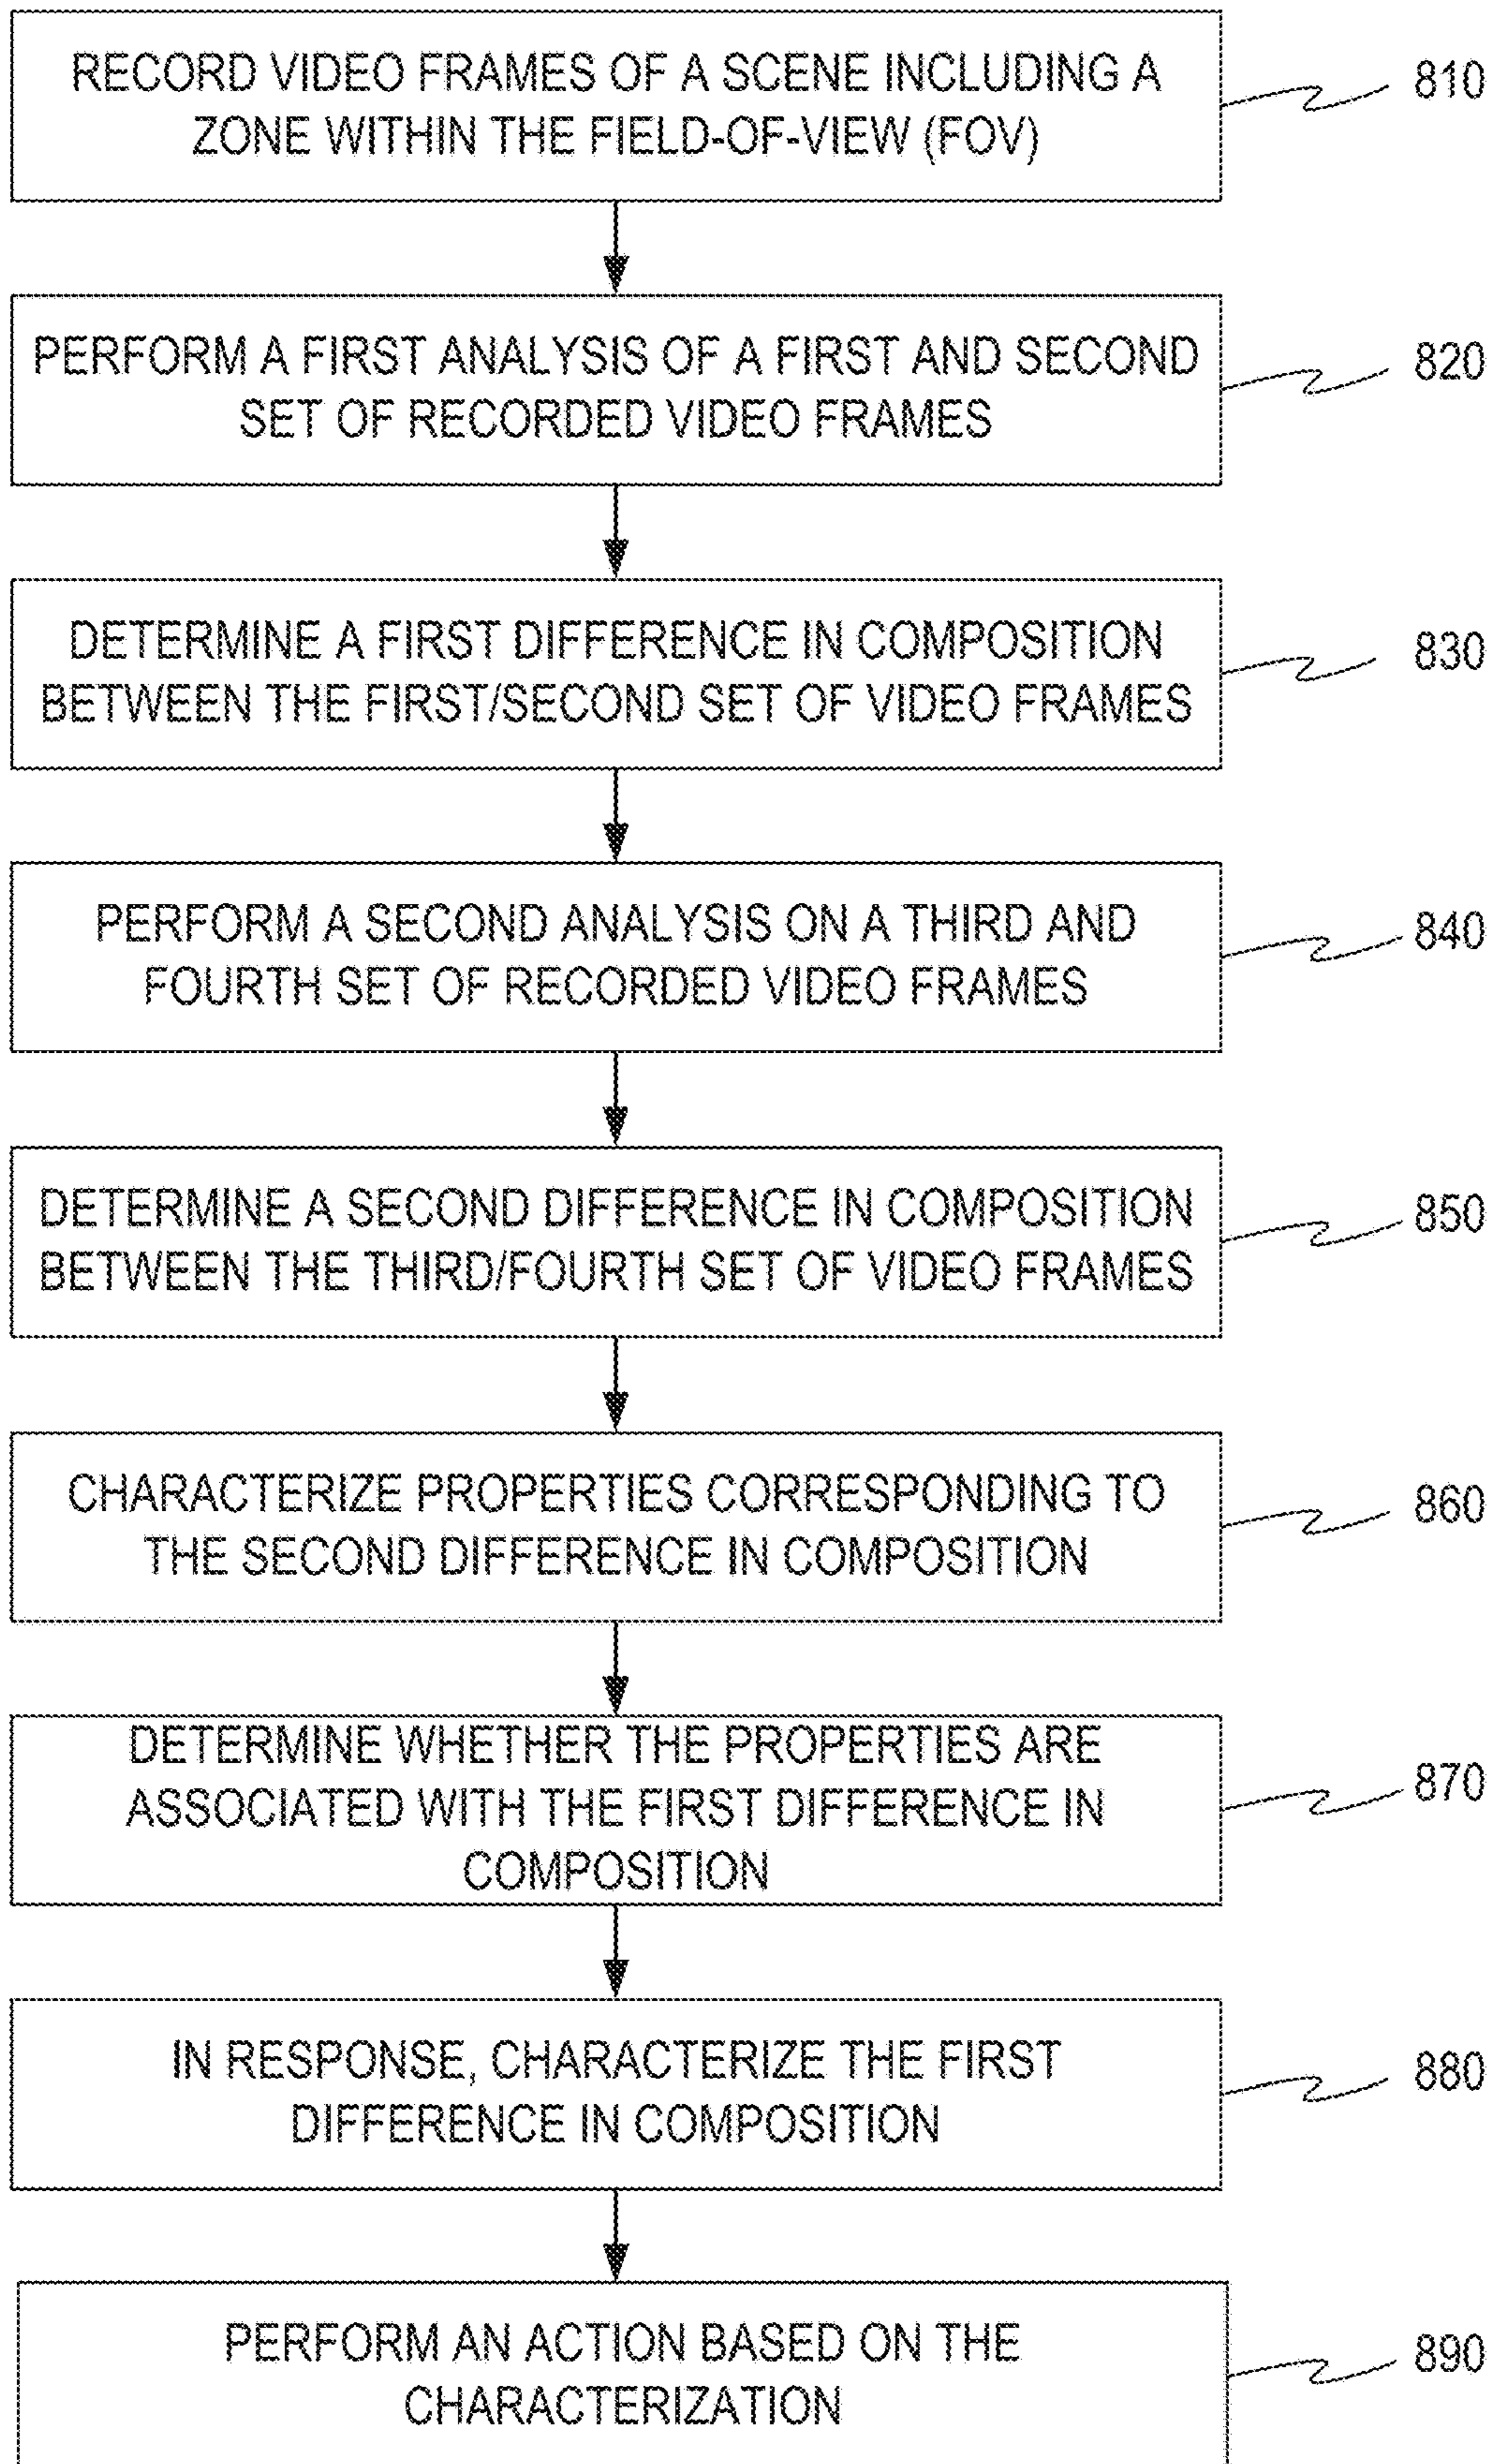 RECORD VIDEO FRAMES OF A SCENE INCLUDING A
ZONE WITHIN THE FIELD-OF-VIEW (FOV)
810
PERFORM A FIRST ANALYSIS OF A FIRST AND SECOND
SET OF RECORDED VIDEO FRAMES
820
DETERMINE A FIRST DIFFERENCE IN COMPOSITION
BETWEEN THE FIRST/SECOND SET OF VIDEO FRAMES
830
PERFORM A SECOND ANALYSIS ON A THIRD AND
FOURTH SET OF RECORDED VIDEO FRAMES
840
DETERMINE A SECOND DIFFERENCE IN COMPOSITION
BETWEEN THE THIRD/FOURTH SET OF VIDEO FRAMES
850
CHARACTERIZE PROPERTIES CORRESPONDING TO
THE SECOND DIFFERENCE IN COMPOSITION
860
DETERMINE WHETHER THE PROPERTIES ARE
ASSOCIATED WITH THE FIRST DIFFERENCE IN
COMPOSITION
870
IN RESPONSE, CHARACTERIZE THE FIRST
DIFFERENCE IN COMPOSITION
880
PERFORM AN ACTION BASED ON THE
CHARACTERIZATION
890